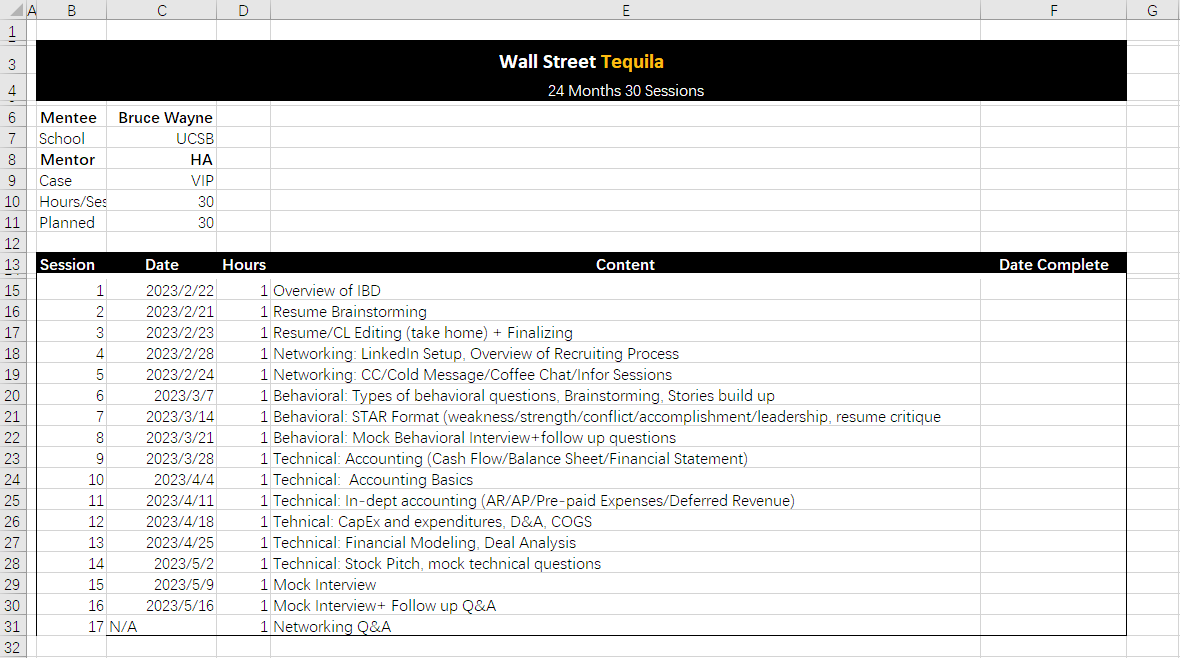 A B C D E F G
1
3 Wall Street Tequila
4 24 Months 30 Sessions
6 Mentee Bruce Wayne
7 School UCSB
8 Mentor HA
9 Case VIP
10 Hours/Ses 30
11 Planned 30
12
13 Session Date Hours Content Date Complete
15 1 2023/2/22 1 Overview of IBD
16 2 2023/2/21 1 Resume Brainstorming
17 3 2023/2/23 1 Resume/CL Editing (take home) + Finalizing
18 4 2023/2/28 1 Networking: LinkedIn Setup, Overview of Recruiting Process
19 5 2023/2/24 1 Networking: CC/Cold Message/Coffee Chat/Infor Sessions
20 6 2023/3/7 1 Behavioral: Types of behavioral questions, Brainstorming, Stories build up
21 7 2023/3/14 1 Behavioral: STAR Format (weakness/strength/conflict/accomplishment/leadership, resume critique
22 8 2023/3/21 1 Behavioral: Mock Behavioral Interview+follow up questions
23 9 2023/3/28 1 Technical: Accounting (Cash Flow/Balance Sheet/Financial Statement)
24 10 2023/4/4 1 Technical:  Accounting Basics
25 11 2023/4/11 1 Technical: In-dept accounting (AR/AP/Pre-paid Expenses/Deferred Revenue)
26 12 2023/4/18 1 Tehnical: CapEx and expenditures, D&A, COGS
27 13 2023/4/25 1 Technical: Financial Modeling, Deal Analysis
28 14 2023/5/2 1 Technical: Stock Pitch, mock technical questions
29 15 2023/5/9 1 Mock Interview
30 16 2023/5/16 1 Mock Interview+ Follow up Q&A
31 17 N/A 1 Networking Q&A
32